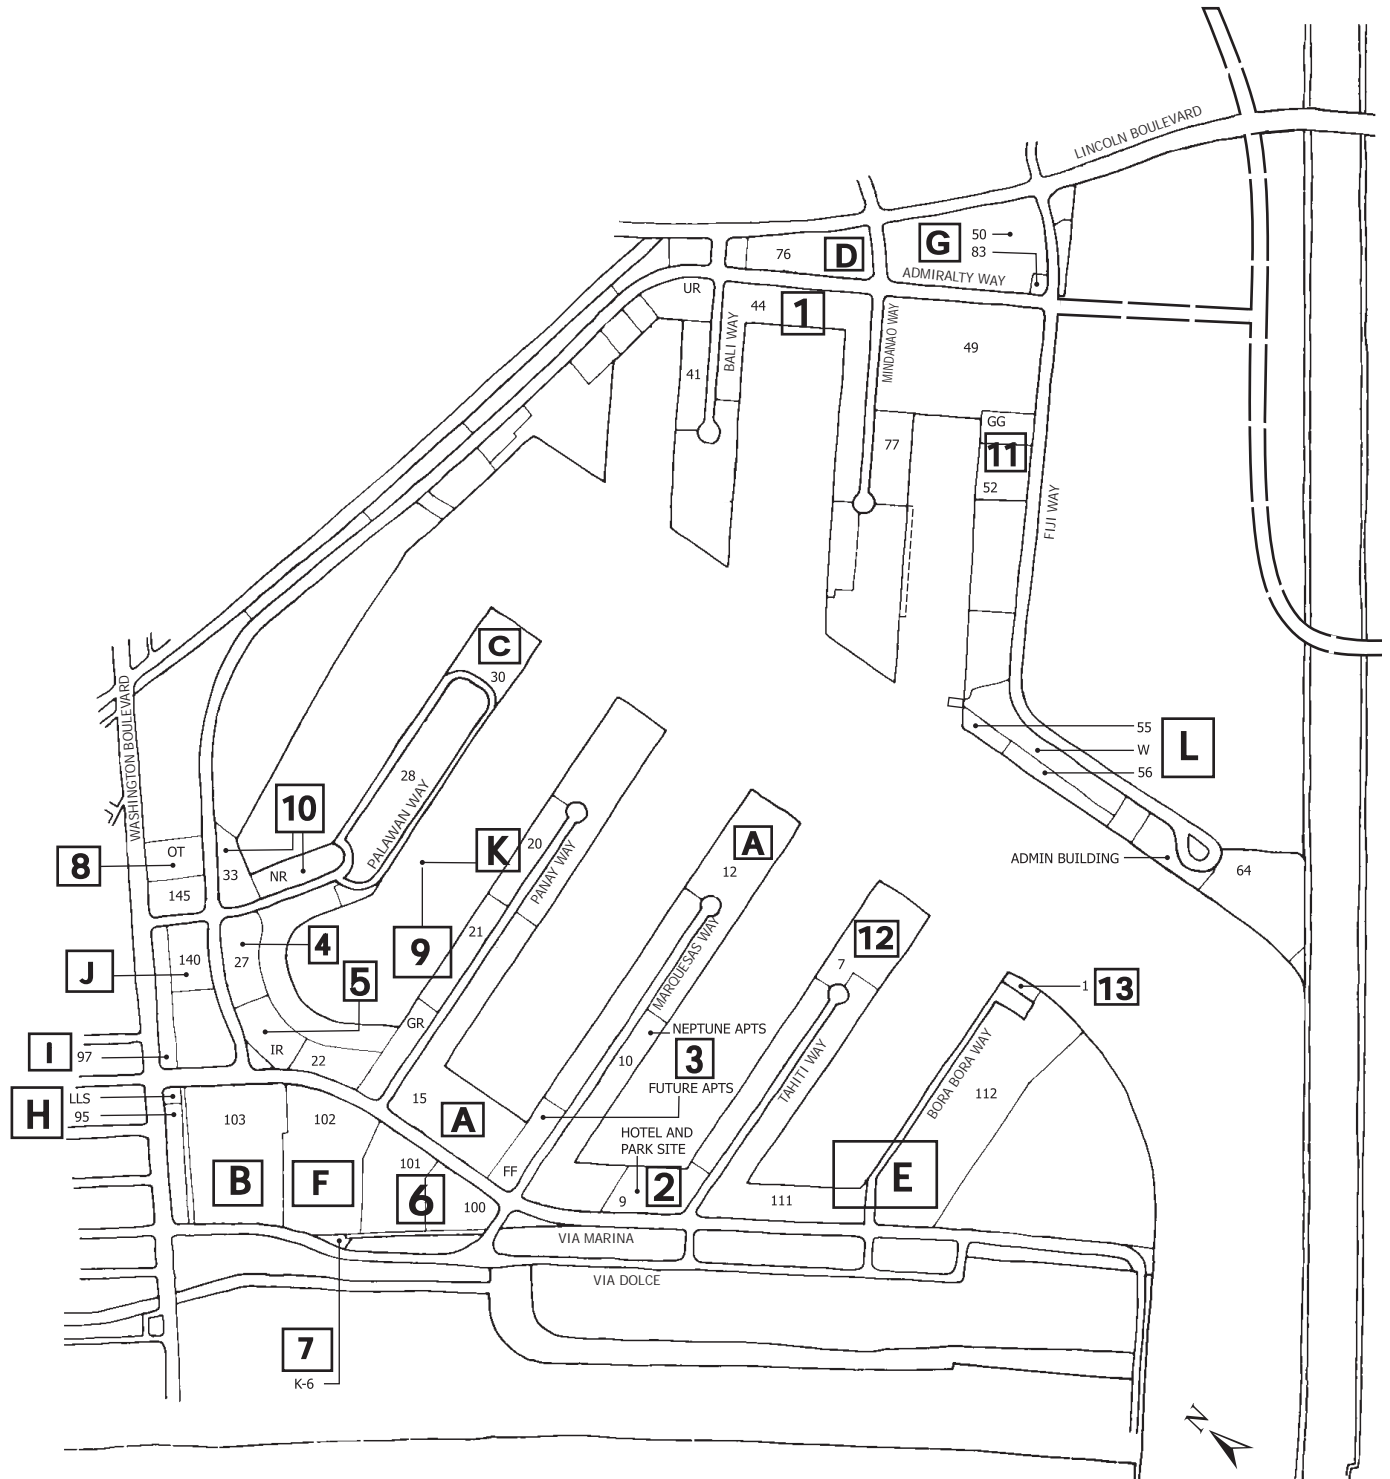 LINCOLN BOULEVARD
G
50
83
76
D
ADMIRALTY WAY
UR
44
1
BALI WAY
MINDANAO WAY
49
41
GG
11
77
52
FIJI WAY
C
30
WASHINGTON BOULEVARD
55
W
L
56
28
PALAWAN WAY
10
20
K
PANAY WAY
A
12
OT
8
33
NR
ADMIN BUILDING
64
145
21
MARQUESAS WAY
4
9
12
27
7
140
J
5
1
13
GR
NEPTUNE APTS
TAHITI WAY
BORA BORA WAY
I
97
IR
22
10
3
FUTURE APTS
112
LLS
H
95
15
A
103
102
HOTEL AND
PARK SITE
101
FF
B
F
6
2
E
9
111
100
VIA MARINA
VIA DOLCE
7
K-6
N